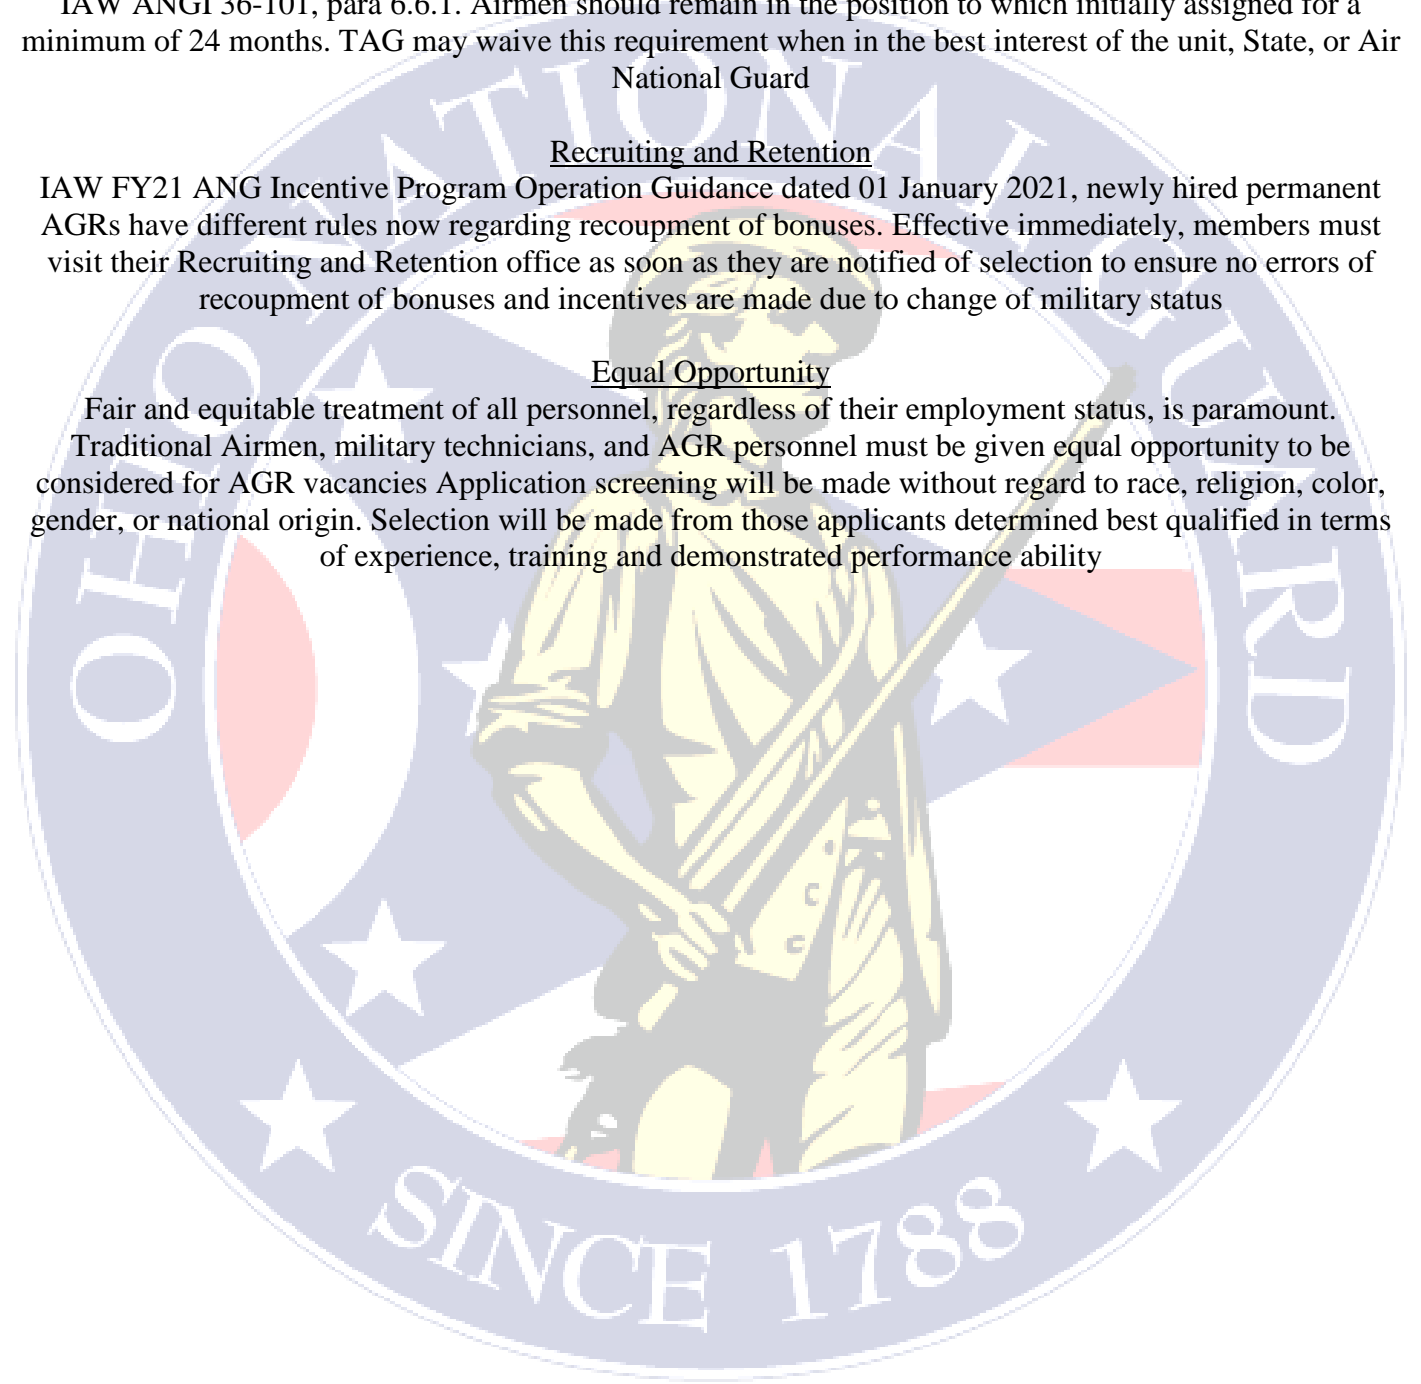 IAW ANGI 36-101, para 6.6.1. Airmen should remain in the position to which initially assigned for a
minimum of 24 months. TAG may waive this requirement when in the best interest of the unit, State, or Air
National Guard
Recruiting and Retention
IAW FY21 ANG Incentive Program Operation Guidance dated 01 January 2021, newly hired permanent
AGRs have different rules now regarding recoupment of bonuses. Effective immediately, members must
visit their Recruiting and Retention office as soon as they are notified of selection to ensure no errors of
recoupment of bonuses and incentives are made due to change of military status
Equal Opportunity
Fair and equitable treatment of all personnel, regardless of their employment status, is paramount.
Traditional Airmen, military technicians, and AGR personnel must be given equal opportunity to be
considered for AGR vacancies Application screening will be made without regard to race, religion, color,
gender, or national origin. Selection will be made from those applicants determined best qualified in terms
of experience, training and demonstrated performance ability
OHIO NATIONAL GUARD
SINCE 1788